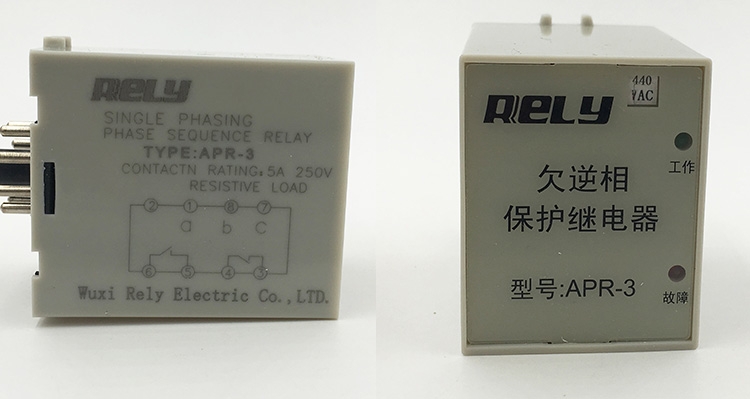 RELY
SINGLE PHASING
PHASE SEQUENCE RELAY
TYPE:APR-3
CONTACTN RATING:5A 250V
RESISTIVE LOAD
② ① ⑧ ⑦
a b c
⑥ ⑤ ④ ③
Wuxi Rely Electric Co.,LTD.
440
VAC
RELY
工作
欠逆相
保护继电器
型号:APR-3
故障